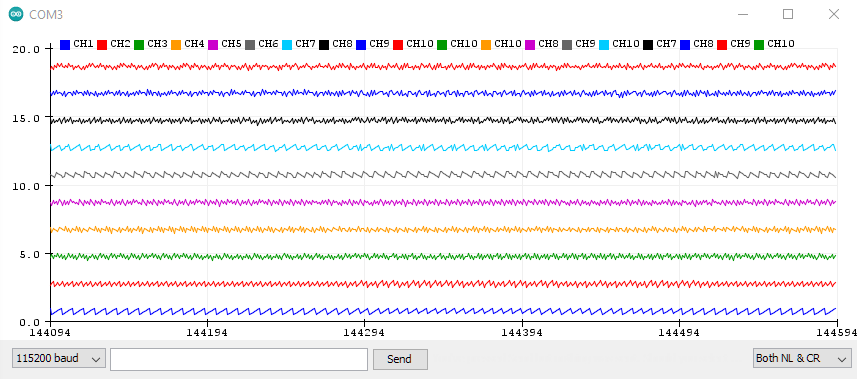 COM3
CH1 CH2 CH3 CH4 CH5 CH6 CH7 CH8 CH9 CH10 CH10 CH10 CH8 CH9 CH10 CH7 CH8 CH9 CH10
20.0
15.0
10.0
5.0
0.0
144094 144194 144294 144394 144494 144594
115200 baud Send Both NL & CR